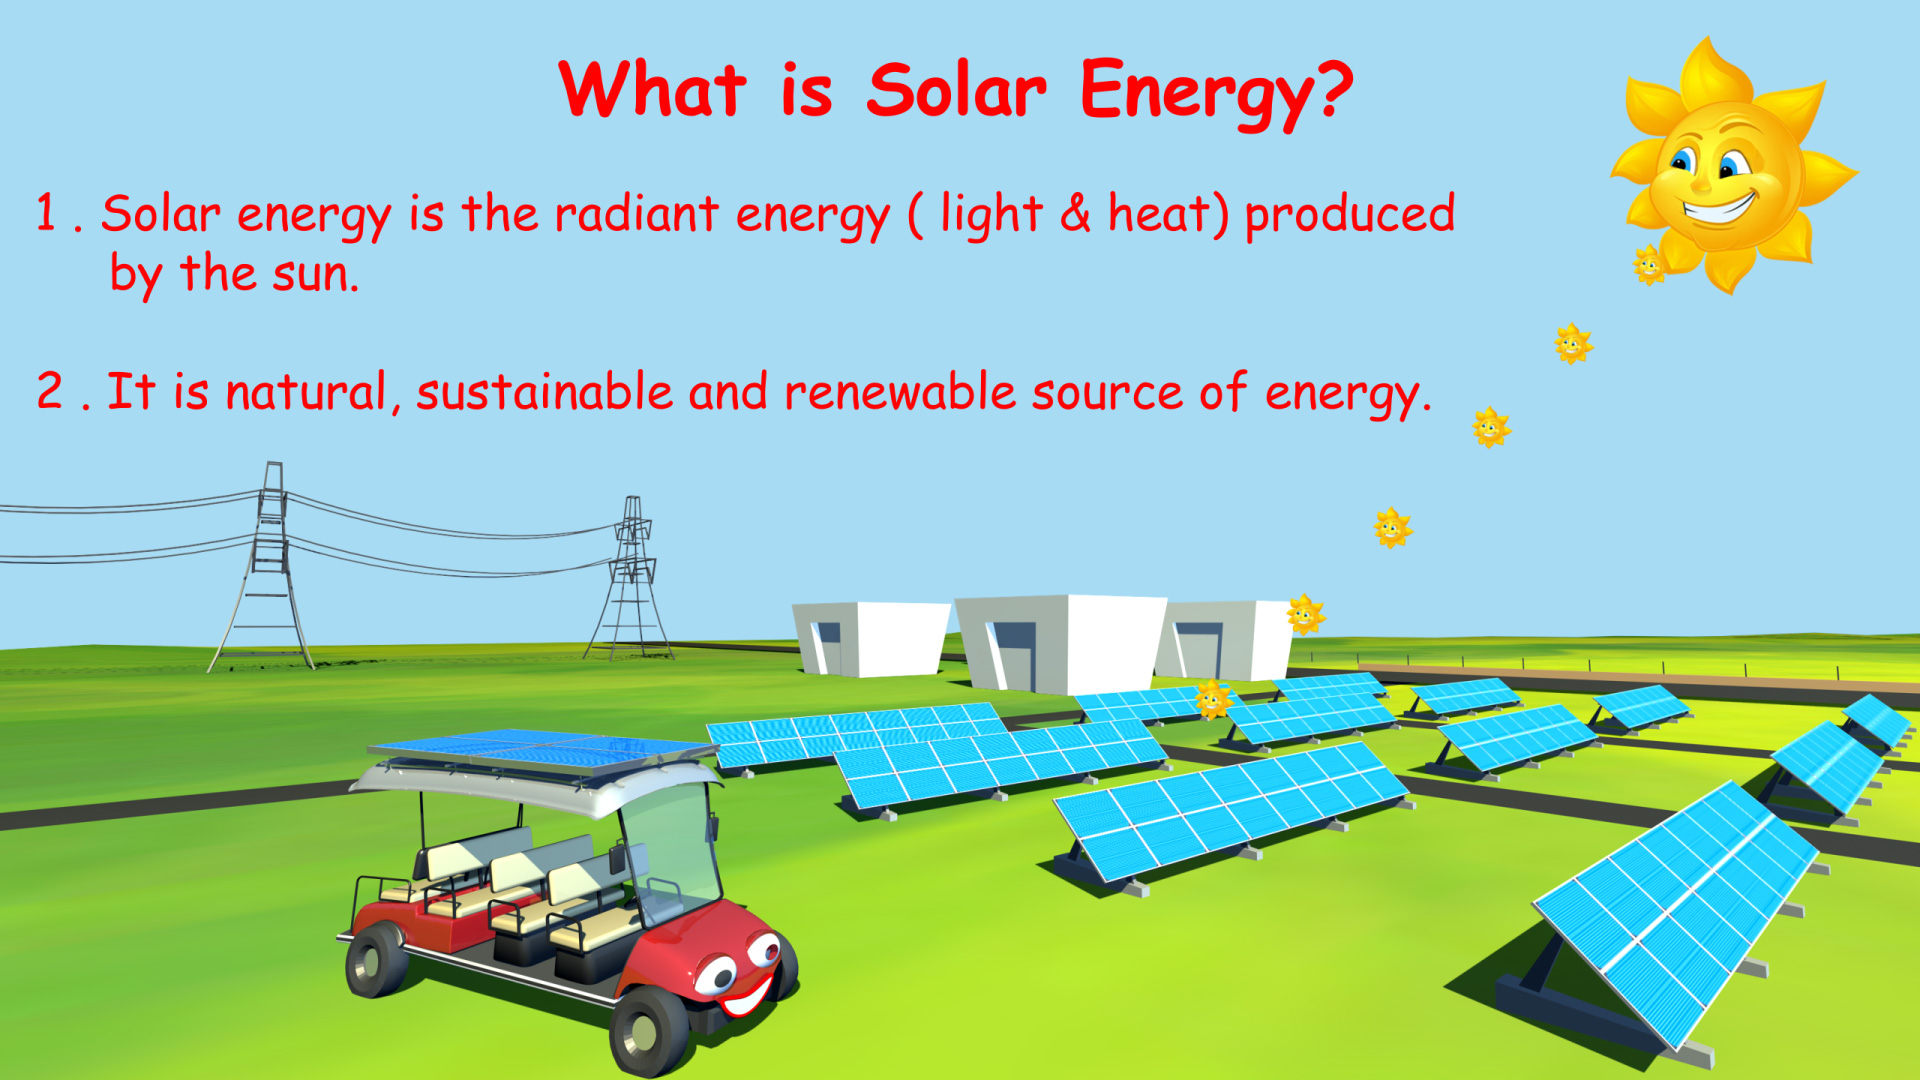 What is Solar Energy?
1 . Solar energy is the radiant energy ( light & heat) produced
by the sun.
2 . It is natural, sustainable and renewable source of energy.